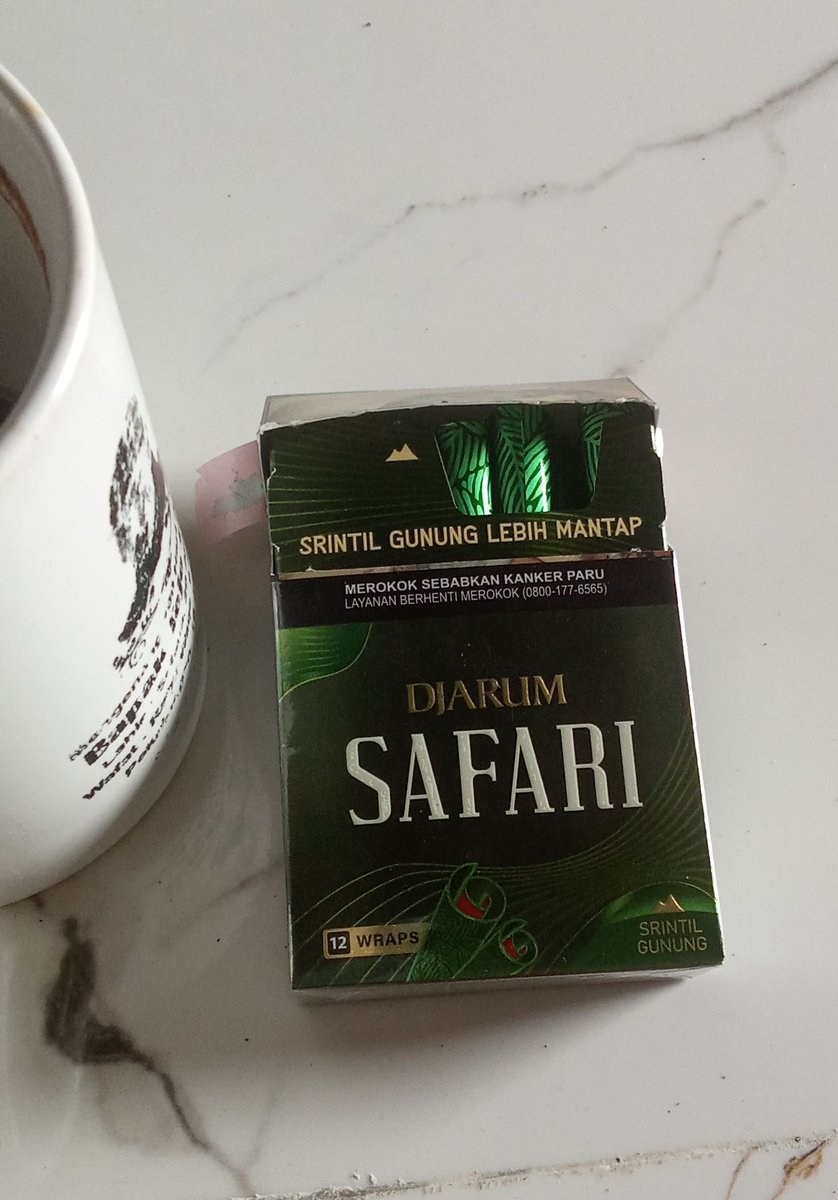 SRINTIL GUNUNG LEBIH MANTAP
MEROKOK SEBABKAN KANKER PARU
LAYANAN BERHENTI MEROKOK (0800-177-6565)
DJARUM
SAFARI
12 WRAPS
SRINTIL
GUNUNG
Bapak